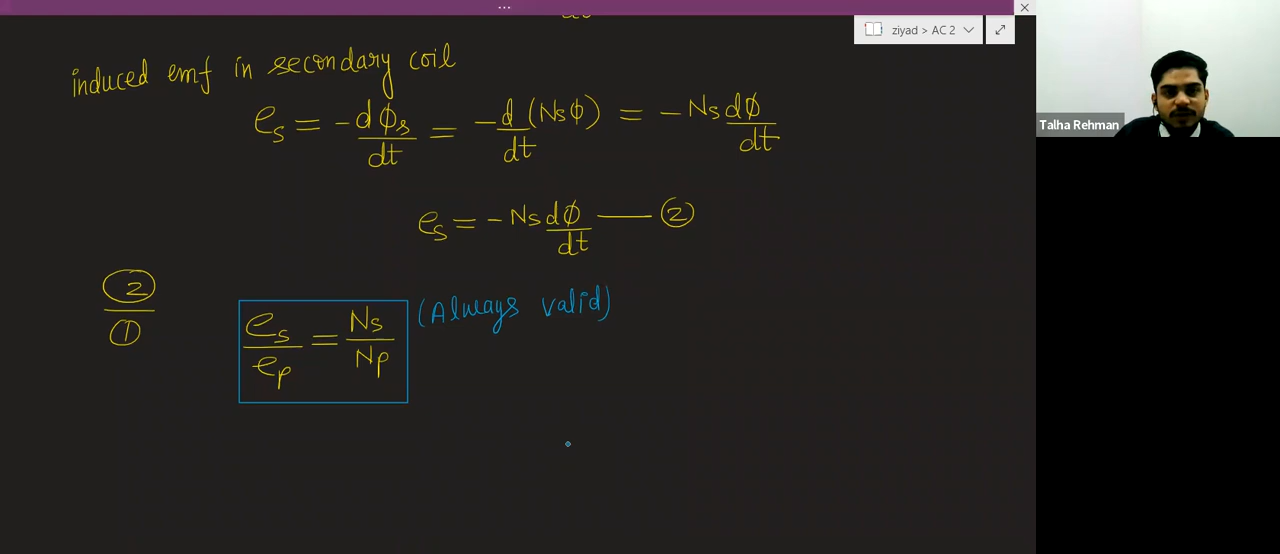 ziyad > AC 2
induced emf in secondary coil
e_s = -dϕ_s/dt = -d/dt (Nsϕ) = -Ns dϕ/dt
Talha Rehman
e_s = -Ns dϕ/dt —— ②
②/①
e_s/e_p = Ns/Np (Always valid)